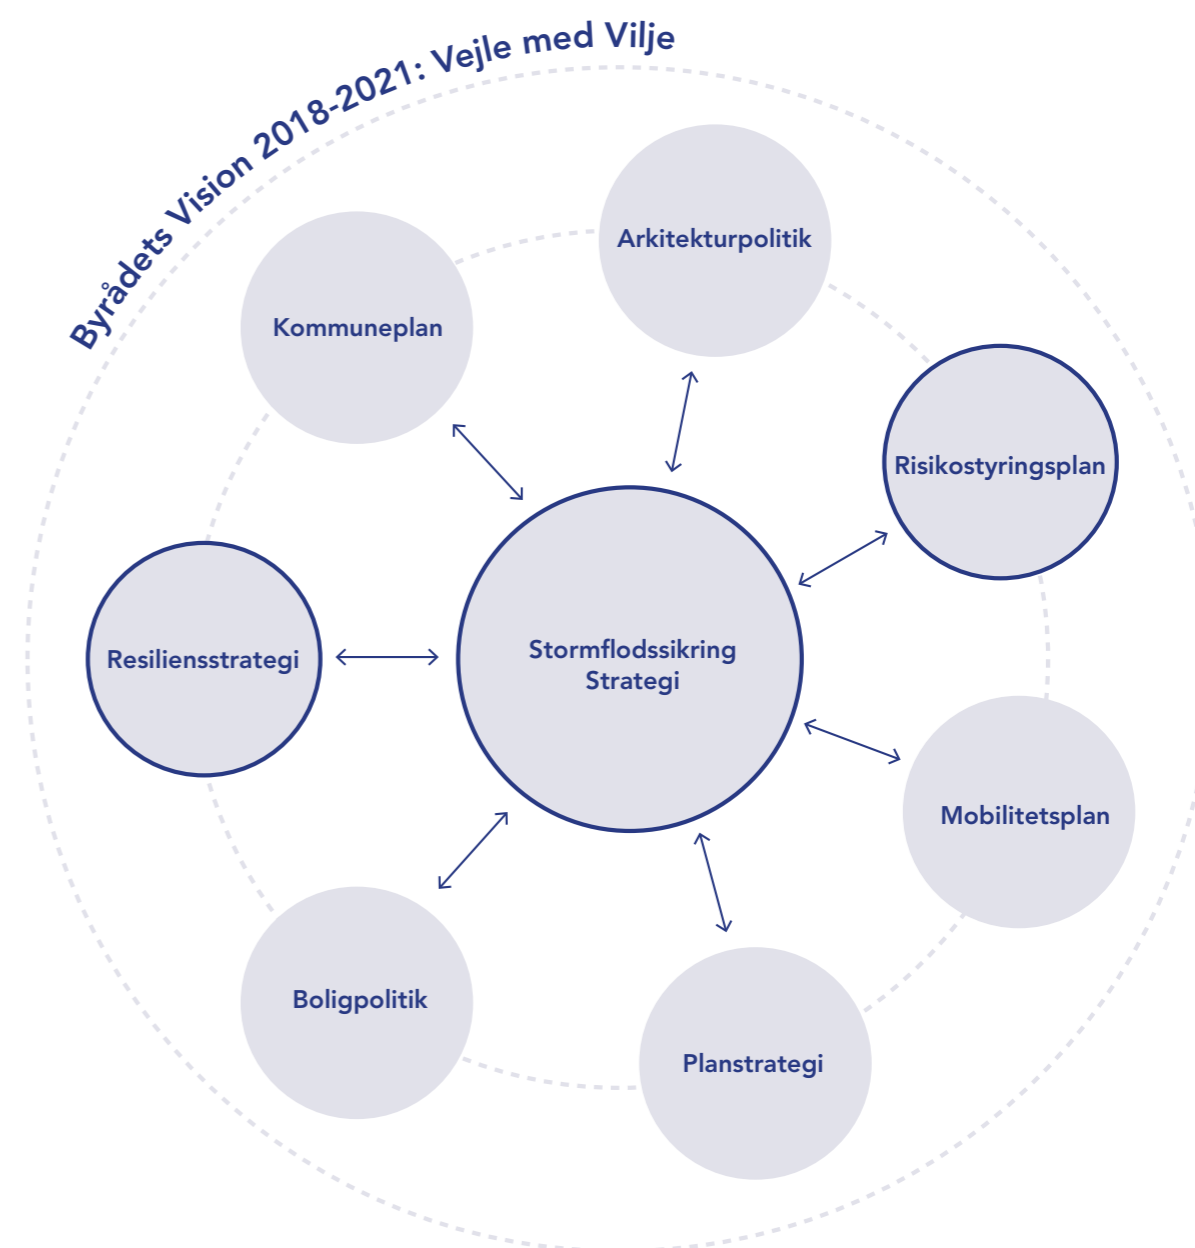 Byrådets Vision 2018-2021: Vejle med Vilje
Arkitekturpolitik
Kommuneplan
Risikostyringsplan
Stormflodssikring
Strategi
Resiliensstrategi
Mobilitetsplan
Boligpolitik
Planstrategi